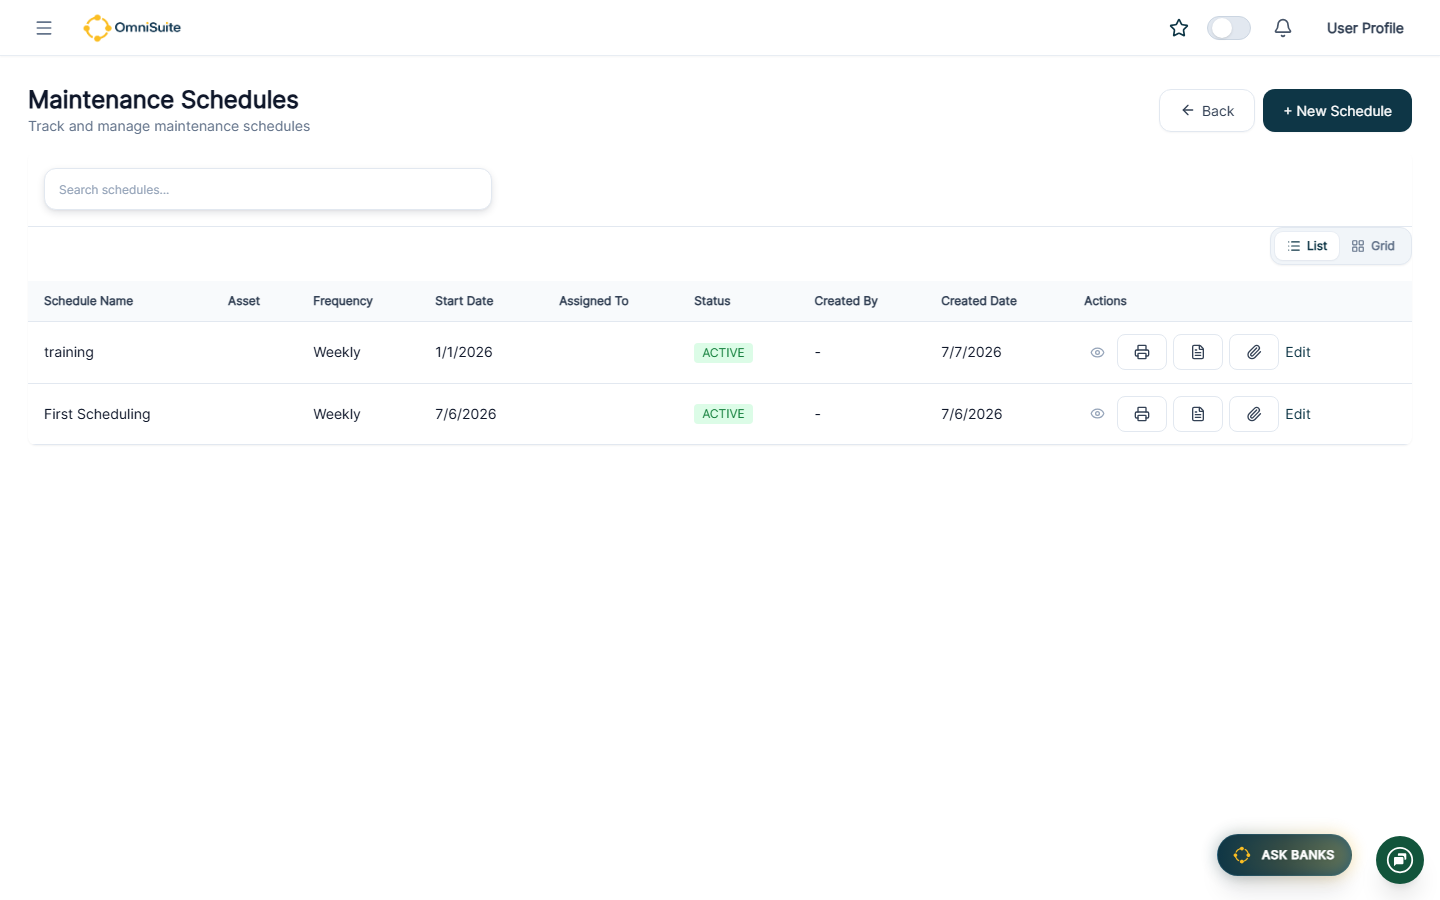 OmniSuite
User Profile
Maintenance Schedules
Track and manage maintenance schedules
Back
+ New Schedule
Search schedules...
List
Grid
Schedule Name Asset Frequency Start Date Assigned To Status Created By Created Date Actions
training Weekly 1/1/2026 ACTIVE - 7/7/2026 Edit
First Scheduling Weekly 7/6/2026 ACTIVE - 7/6/2026 Edit
ASK BANKS